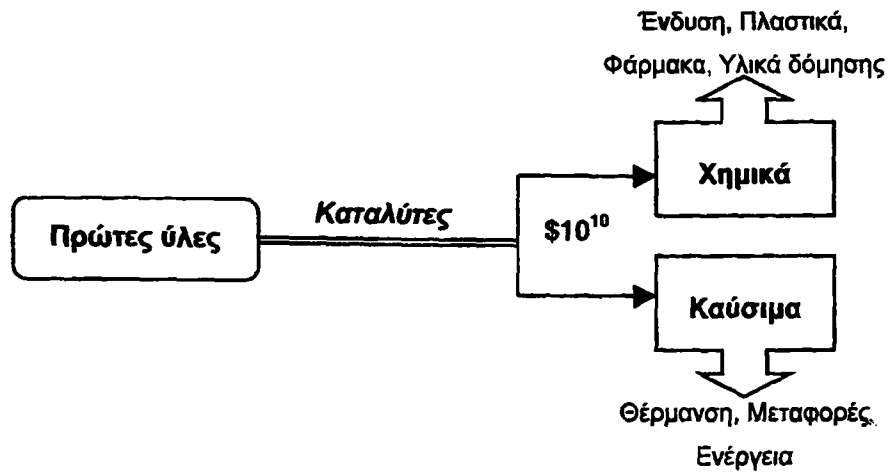 Ένδυση, Πλαστικά,
Φάρμακα, Υλικά δόμησης
Χημικά
Πρώτες ύλες
Καταλύτες
$10¹⁰
Καύσιμα
Θέρμανση, Μεταφορές,
Ενέργεια